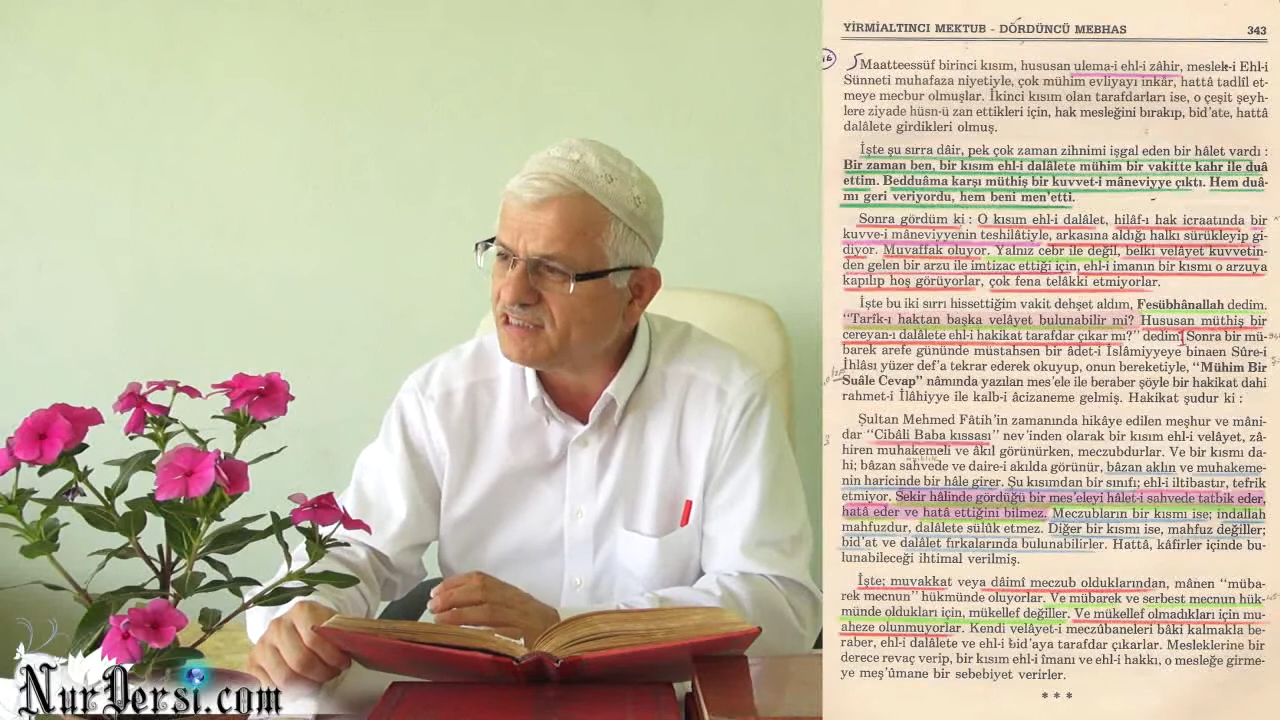 YİRMİALTINCI MEKTUB - DÖRDÜNCÜ MEBHAS 343
Maatteessüf birinci kısım, hususan ulema-i ehl-i zâhir, meslek-i Ehl-i
Sünneti muhafaza niyetiyle, çok mühim evliyayı inkâr, hattâ tadlîl et-
meye mecbur olmuşlar. İkinci kısım olan tarafdarları ise, o çeşit şeyh-
lere ziyade hüsn-ü zan ettikleri için, hak mesleğini bırakıp, bid'ate, hattâ
dalâlete girdikleri olmuş.
İşte şu sırra dâir, pek çok zaman zihnimi işgal eden bir hâlet vardı :
Bir zaman ben, bir kısım ehl-i dalâlete mühim bir vakitte kahr ile duâ
ettim. Bedduâma karşı müthiş bir kuvvet-i mâneviyye çıktı. Hem duâ-
mı geri veriyordu, hem beni men'etti.
Sonra gördüm ki : O kısım ehl-i dalâlet, hilâf-ı hak icraatında bir
kuvve-i mâneviyyenin teshilâtiyle, arkasına aldığı halkı sürükleyip gi-
diyor. Muvaffak oluyor. Yalnız cebr ile değil, belki velâyet kuvvetin-
den gelen bir arzu ile imtizac ettiği için, ehl-i imanın bir kısmı o arzuya
kapılıp hoş görüyorlar, çok fena telâkki etmiyorlar.
İşte bu iki sırrı hissettiğim vakit dehşet aldım, Fesübhânallah dedim.
"Tarîk-ı haktan başka velâyet bulunabilir mi? Hususan müthiş bir
cereyan-ı dalâlete ehl-i hakikat tarafdar çıkar mı?" dedim. Sonra bir mü-
barek arefe gününde müstahsen bir âdet-i İslâmiyyeye binaen Sûre-i
İhlâsı yüzer def'a tekrar ederek okuyup, onun bereketiyle, "Mühim Bir
Suâle Cevap" nâmında yazılan mes'ele ile beraber şöyle bir hakikat dahi
rahmet-i İlâhiyye ile kalb-i âcizaneme gelmiş. Hakikat şudur ki :
Sultan Mehmed Fâtih'in zamanında hikâye edilen meşhur ve mâni-
dar "Cibâli Baba kıssası" nev'inden olarak bir kısım ehl-i velâyet, zâ-
hiren muhakemeli ve âkıl görünürken, meczubdurlar. Ve bir kısmı da-
hi; bâzan sahvede ve daire-i akılda görünür, bâzan aklın ve muhakeme-
nin haricinde bir hâle girer. Şu kısımdan bir sınıfı; ehl-i iltibastır, tefrik
etmiyor. Sekir hâlinde gördüğü bir mes'eleyi hâlet-i sahvede tatbik eder,
hatâ eder ve hatâ ettiğini bilmez. Meczubların bir kısmı ise; indallah
mahfuzdur, dalâlete sülûk etmez. Diğer bir kısmı ise, mahfuz değiller;
bid'at ve dalâlet fırkalarında bulunabilirler. Hattâ, kâfirler içinde bu-
lunabileceği ihtimal verilmiş.
İşte; muvakkat veya dâimî meczub olduklarından, mânen "müba-
rek mecnun" hükmünde oluyorlar. Ve mübarek ve serbest mecnun hük-
münde oldukları için, mükellef değiller. Ve mükellef olmadıkları için mu-
aheze olunmuyorlar. Kendi velâyet-i meczûbaneleri bâki kalmakla be-
raber, ehl-i dalâlete ve ehl-i bid'aya tarafdar çıkarlar. Mesleklerine bir
derece revaç verip, bir kısım ehl-i îmanı ve ehl-i hakkı, o mesleğe girme-
ye meş'ûmane bir sebebiyet verirler.
* * *
NurDersi.com